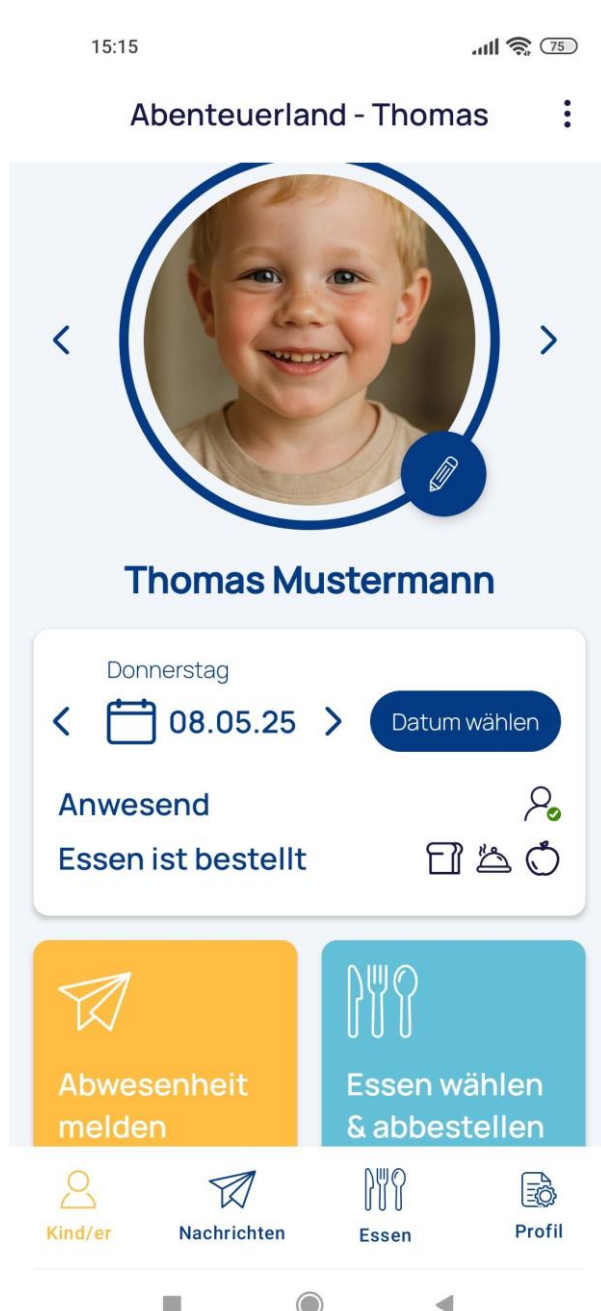 15:15
75
Abenteuerland - Thomas
Thomas Mustermann
Donnerstag
08.05.25
Datum wählen
Anwesend
Essen ist bestellt
Abwesenheit
melden
Essen wählen
& abbestellen
Kind/er
Nachrichten
Essen
Profil